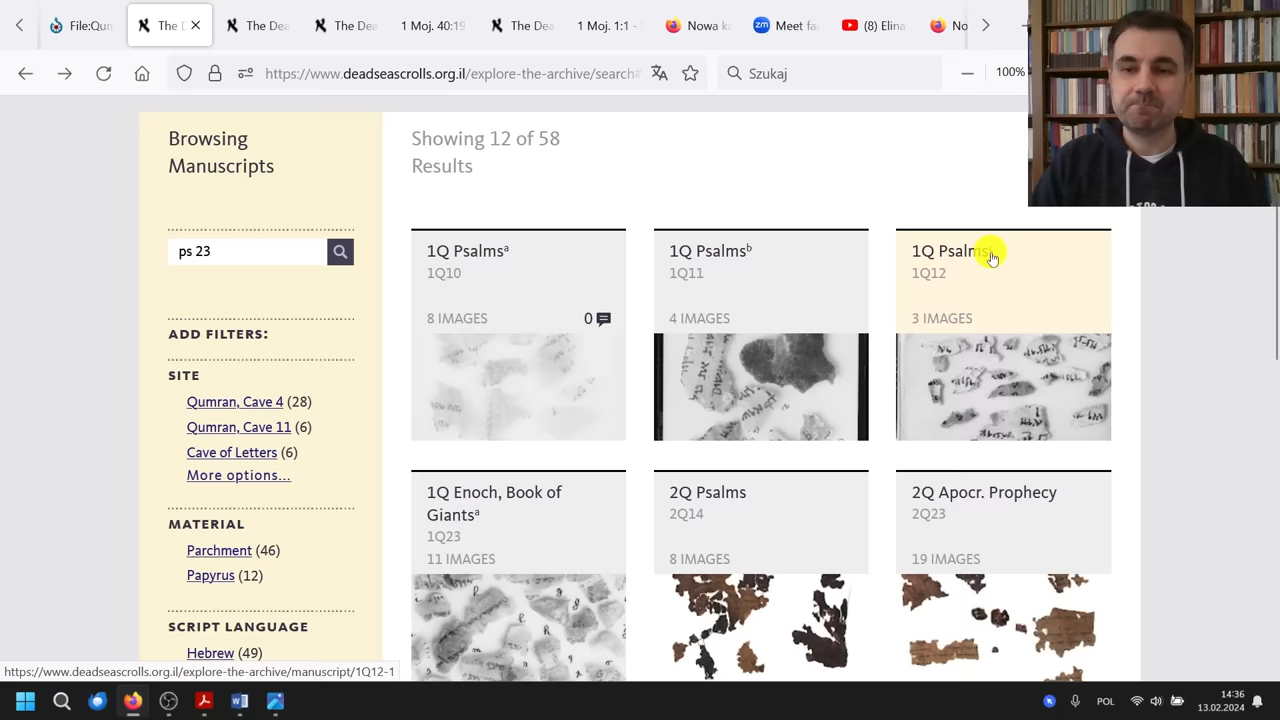 File:Qun
The D
The Dea
The Dea
1 Moj. 40:19
The Dea
1 Moj. 1:1 -
Nowa ka
Meet fa
(8) Elina
No
https://www.deadseascrolls.org.il/explore-the-archive/search#
Szukaj
100%
Browsing
Manuscripts
Showing 12 of 58
Results
ps 23
ADD FILTERS:
SITE
Qumran, Cave 4 (28)
Qumran, Cave 11 (6)
Cave of Letters (6)
More options...
MATERIAL
Parchment (46)
Papyrus (12)
SCRIPT LANGUAGE
Hebrew (49)
1Q Psalmsᵃ
1Q10
8 IMAGES
0
1Q Psalmsᵇ
1Q11
4 IMAGES
1Q Psalms
1Q12
3 IMAGES
1Q Enoch, Book of
Giantsᵃ
1Q23
11 IMAGES
2Q Psalms
2Q14
8 IMAGES
2Q Apocr. Prophecy
2Q23
19 IMAGES
https://www.deadseascrolls.org.il/explore-the-archive/manuscript/1Q12-1
POL
14:36
13.02.2024